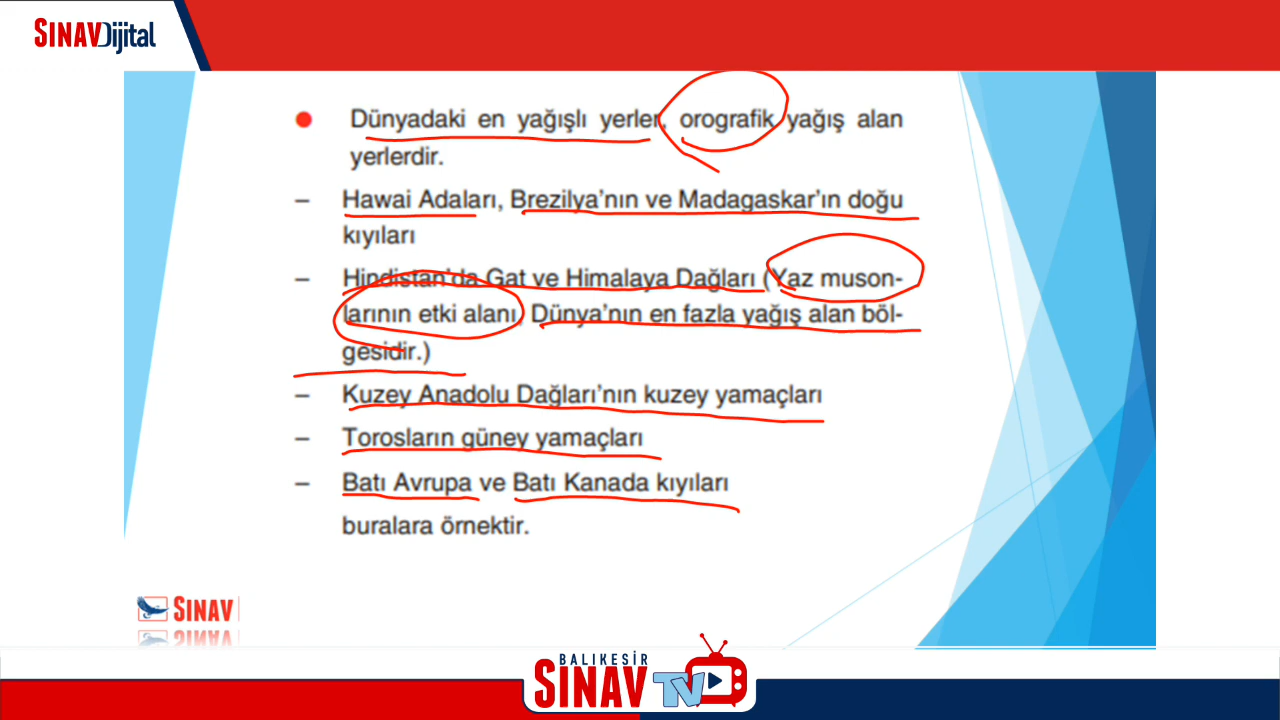 SINAVDijital
Dünyadaki en yağışlı yerler, orografik yağış alan
yerlerdir.
– Hawai Adaları, Brezilya'nın ve Madagaskar'ın doğu
kıyıları
– Hindistan'da Gat ve Himalaya Dağları (Yaz muson-
larının etki alanı, Dünya'nın en fazla yağış alan böl-
gesidir.)
– Kuzey Anadolu Dağları'nın kuzey yamaçları
– Torosların güney yamaçları
– Batı Avrupa ve Batı Kanada kıyıları
buralara örnektir.
SINAV
BALIKESİR
SINAV TV